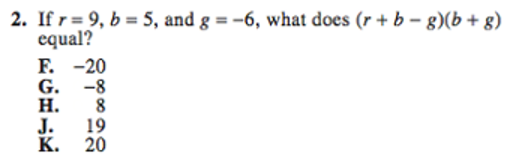 2. If r = 9, b = 5, and g = −6, what does (r + b − g)(b + g)
equal?
F. −20
G. −8
H. 8
J. 19
K. 20